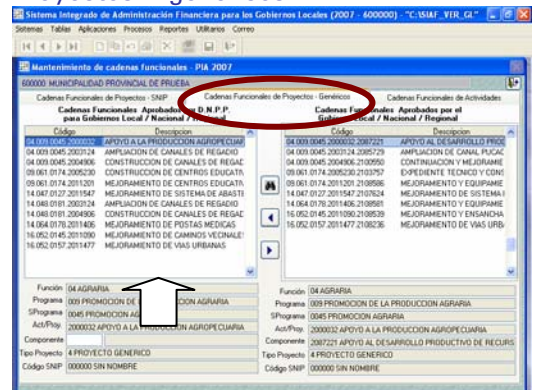 Sistema Integrado de Administración Financiera para los Gobiernos Locales (2007 - 600000) - "C:\SIAF_VER_GL"
Sistemas Tablas Aplicaciones Procesos Reportes Utilitarios Correo
Mantenimiento de cadenas funcionales - PIA 2007
600000 MUNICIPALIDAD PROVINCIAL DE PRUEBA
Cadenas Funcionales de Proyectos - SNIP Cadenas Funcionales de Proyectos - Genéricos Cadenas Funcionales de Actividades
Cadenas Funcionales Aprobados por D.N.P.P.
para Gobiernos Local / Nacional / Regional
Código Descripcion
04.009.0045.2000032 APOYO A LA PRODUCCION AGROPECUAR
04.009.0045.2003124 AMPLIACION DE CANALES DE REGADIO
04.009.0045.2004906 CONSTRUCCION DE CANALES DE REGAD
09.061.0174.2005230 CONSTRUCCION DE CENTROS EDUCATIV
09.061.0174.2011201 MEJORAMIENTO DE CENTROS EDUCATIV
14.047.0127.2011547 MEJORAMIENTO DE SISTEMA DE ABASTE
14.048.0181.2003124 AMPLIACION DE CANALES DE REGADIO
14.048.0181.2004906 CONSTRUCCION DE CANALES DE REGAD
14.064.0178.2011406 MEJORAMIENTO DE POSTAS MEDICAS
16.052.0145.2011090 MEJORAMIENTO DE CAMINOS VECINALE
16.052.0157.2011477 MEJORAMIENTO DE VIAS URBANAS
Función 04 AGRARIA
Programa 009 PROMOCION DE PRODUCCION AGRARIA
SPrograma 0045 PROMOCION AGRARIA
Act/Proy. 2000032 APOYO A LA PRODUCCION AGROPECUARIA
Componente
Tipo Proyecto 4 PROYECTO GENERICO
Código SNIP 000000 SIN NOMBRE
Cadenas Funcionales Aprobados por el
Gobierno Local / Nacional / Regional
Código Descripcion
04.009.0045.2000032.2087221 APOYO AL DESARROLLO PROD
04.009.0045.2003124.2085729 AMPLIACION DE CANAL PUCAC
04.009.0045.2004906.2100950 CONTINUACION Y MEJORAMIE
09.061.0174.2005230.2103757 EXPEDIENTE TECNICO Y CONS
09.061.0174.2011201.2108586 MEJORAMIENTO Y EQUIPAMIE
14.047.0127.2011547.2107624 MEJORAMIENTO DE SISTEMA
14.064.0178.2011406.2108581 MEJORAMIENTO Y EQUIPAMIE
16.052.0145.2011090.2108539 MEJORAMIENTO Y ENSANCHA
16.052.0157.2011477.2108236 MEJORAMIENTO DE VIAS URB
Función 04 AGRARIA
Programa 009 PROMOCION DE LA PRODUCCION AGRARIA
SPrograma 0045 PROMOCION AGRARIA
Act/Proy. 2000032 APOYO A LA PRODUCCION AGROPECUARIA
Componente 2087221 APOYO AL DESARROLLO PRODUCTIVO DE RECURS
Tipo Proyecto 4 PROYECTO GENERICO
Código SNIP 000000 SIN NOMBRE